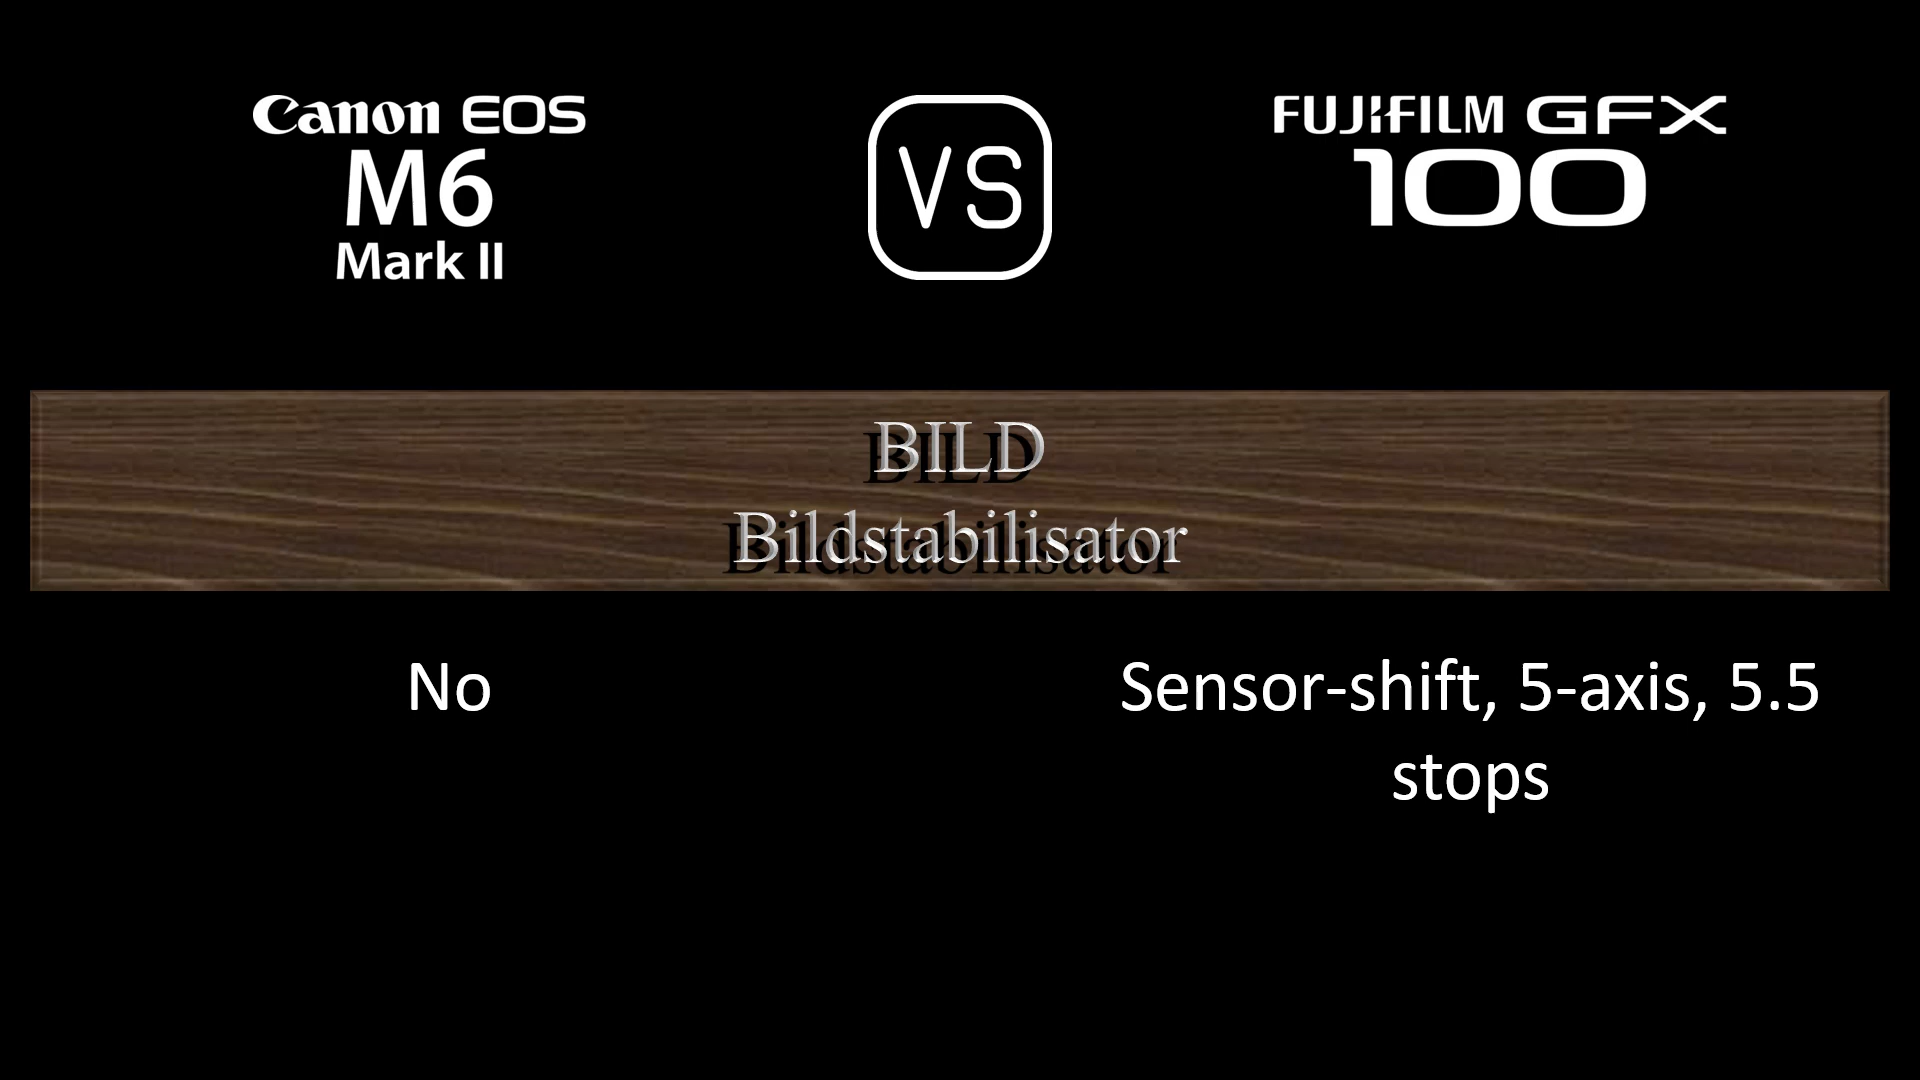 Canon EOS
M6
Mark II
VS
FUJIFILM GFX
100
BILD
Bildstabilisator
No
Sensor-shift, 5-axis, 5.5
stops